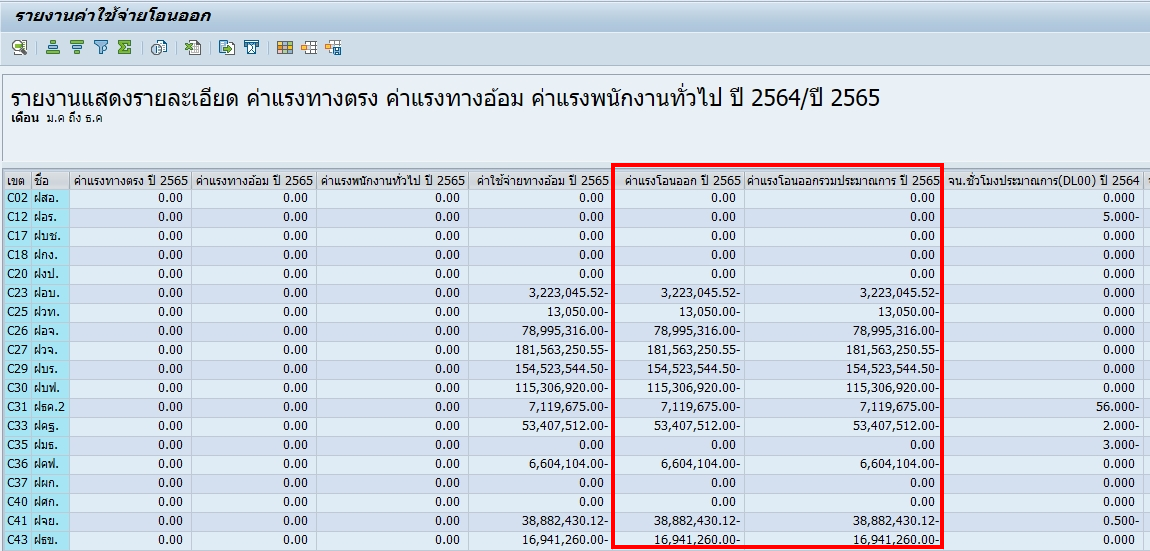 รายงานค่าใช้จ่ายโอนออก
รายงานแสดงรายละเอียด ค่าแรงทางตรง ค่าแรงทางอ้อม ค่าแรงพนักงานทั่วไป ปี 2564/ปี 2565
เดือน ม.ค ถึง ธ.ค
เขต ชื่อ ค่าแรงทางตรง ปี 2565 ค่าแรงทางอ้อม ปี 2565 ค่าแรงพนักงานทั่วไป ปี 2565 ค่าใช้จ่ายทางอ้อม ปี 2565 ค่าแรงโอนออก ปี 2565 ค่าแรงโอนออกรวมประมาณการ ปี 2565 จน.ชั่วโมงประมาณการ(DL00) ปี 2564
C02 ฝสอ. 0.00 0.00 0.00 0.00 0.00 0.00 0.000
C12 ฝอร. 0.00 0.00 0.00 0.00 0.00 0.00 5.000-
C17 ฝบช. 0.00 0.00 0.00 0.00 0.00 0.00 0.000
C18 ฝกง. 0.00 0.00 0.00 0.00 0.00 0.00 0.000
C20 ฝงป. 0.00 0.00 0.00 0.00 0.00 0.00 0.000
C23 ฝอบ. 0.00 0.00 0.00 3,223,045.52- 3,223,045.52- 3,223,045.52- 0.000
C25 ฝวท. 0.00 0.00 0.00 13,050.00- 13,050.00- 13,050.00- 0.000
C26 ฝอจ. 0.00 0.00 0.00 78,995,316.00- 78,995,316.00- 78,995,316.00- 0.000
C27 ฝวจ. 0.00 0.00 0.00 181,563,250.55- 181,563,250.55- 181,563,250.55- 0.000
C29 ฝบร. 0.00 0.00 0.00 154,523,544.50- 154,523,544.50- 154,523,544.50- 0.000
C30 ฝบฟ. 0.00 0.00 0.00 115,306,920.00- 115,306,920.00- 115,306,920.00- 0.000
C31 ฝธค.2 0.00 0.00 0.00 7,119,675.00- 7,119,675.00- 7,119,675.00- 56.000-
C33 ฝคฐ. 0.00 0.00 0.00 53,407,512.00- 53,407,512.00- 53,407,512.00- 2.000-
C35 ฝมธ. 0.00 0.00 0.00 0.00 0.00 0.00 3.000-
C36 ฝคฟ. 0.00 0.00 0.00 6,604,104.00- 6,604,104.00- 6,604,104.00- 0.000
C37 ฝผก. 0.00 0.00 0.00 0.00 0.00 0.00 0.000
C40 ฝศก. 0.00 0.00 0.00 0.00 0.00 0.00 0.000
C41 ฝจย. 0.00 0.00 0.00 38,882,430.12- 38,882,430.12- 38,882,430.12- 0.500-
C43 ฝธข. 0.00 0.00 0.00 16,941,260.00- 16,941,260.00- 16,941,260.00- 0.000